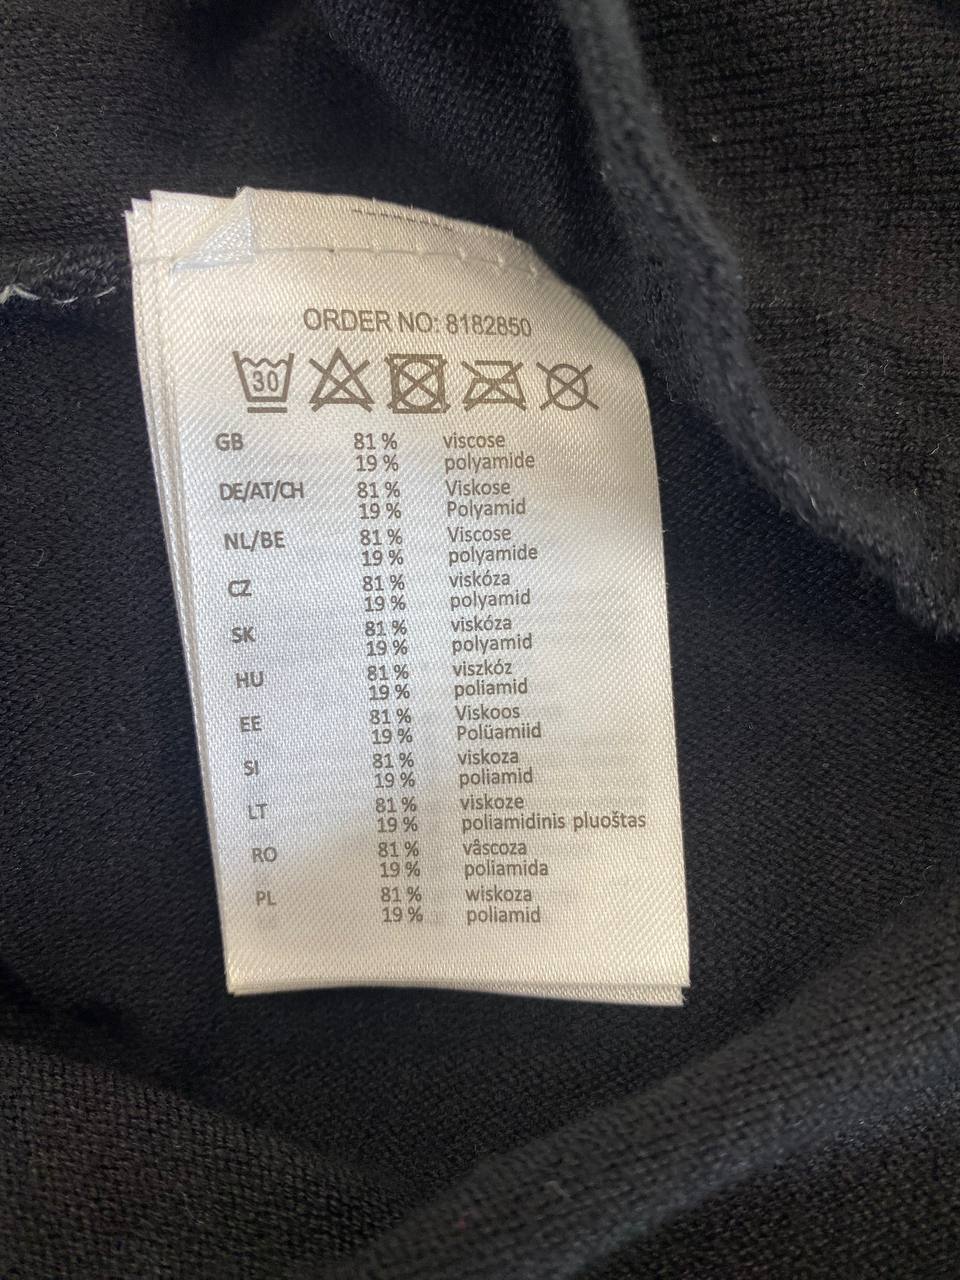 ORDER NO: 8182850
30
GB 81 % viscose
19 % polyamide
DE/AT/CH 81 % Viskose
19 % Polyamid
NL/BE 81 % Viscose
19 % polyamide
CZ 81 % viskóza
19 % polyamid
SK 81 % viskóza
19 % polyamid
HU 81 % viszkóz
19 % poliamid
EE 81 % Viskoos
19 % Polüamiid
SI 81 % viskoza
19 % poliamid
LT 81 % viskoze
19 % poliamidinis pluoštas
RO 81 % vâscoza
19 % poliamida
PL 81 % wiskoza
19 % poliamid